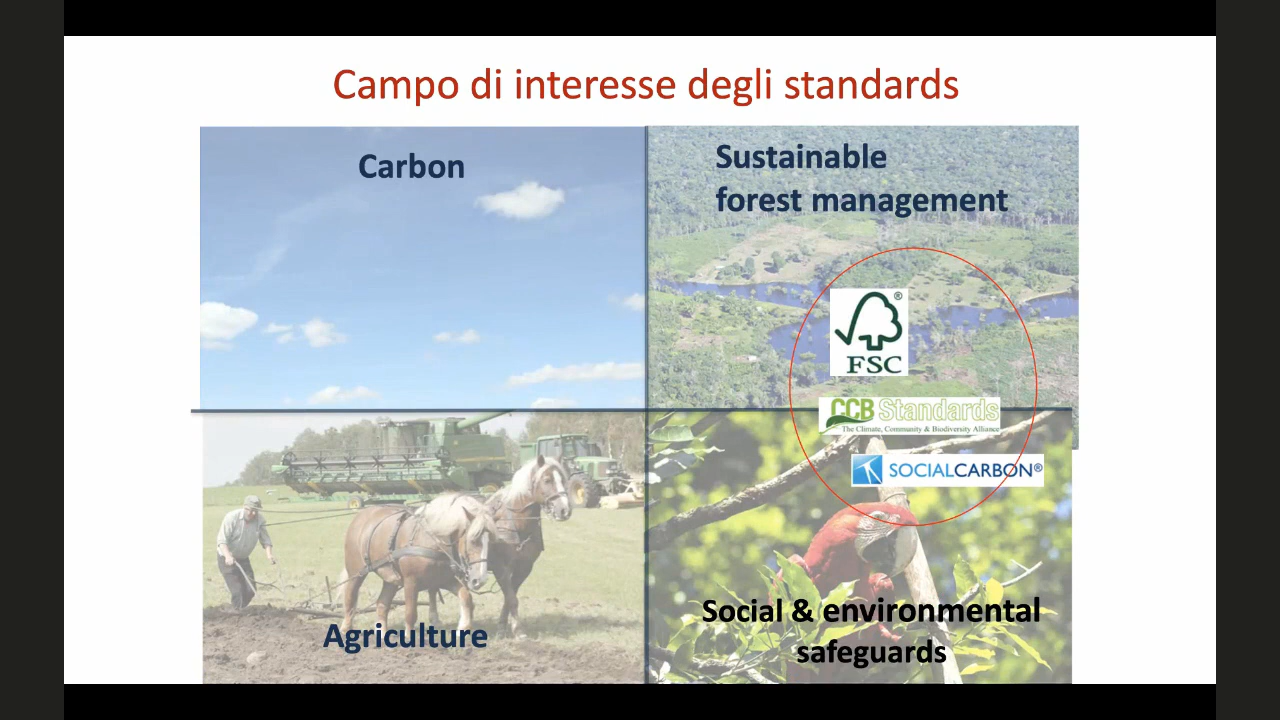 Campo di interesse degli standards
Carbon
Sustainable
forest management
FSC
®
CCB Standards
The Climate, Community & Biodiversity Alliance
SOCIALCARBON®
Agriculture
Social & environmental
safeguards